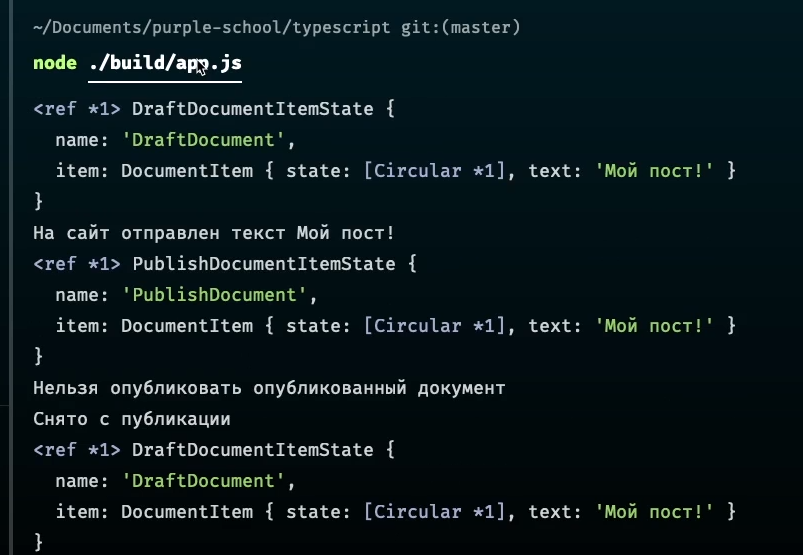 ~/Documents/purple-school/typescript git:(master)
node ./build/app.js
<ref *1> DraftDocumentItemState {
  name: 'DraftDocument',
  item: DocumentItem { state: [Circular *1], text: 'Мой пост!' }
}
На сайт отправлен текст Мой пост!
<ref *1> PublishDocumentItemState {
  name: 'PublishDocument',
  item: DocumentItem { state: [Circular *1], text: 'Мой пост!' }
}
Нельзя опубликовать опубликованный документ
Снято с публикации
<ref *1> DraftDocumentItemState {
  name: 'DraftDocument',
  item: DocumentItem { state: [Circular *1], text: 'Мой пост!' }
}